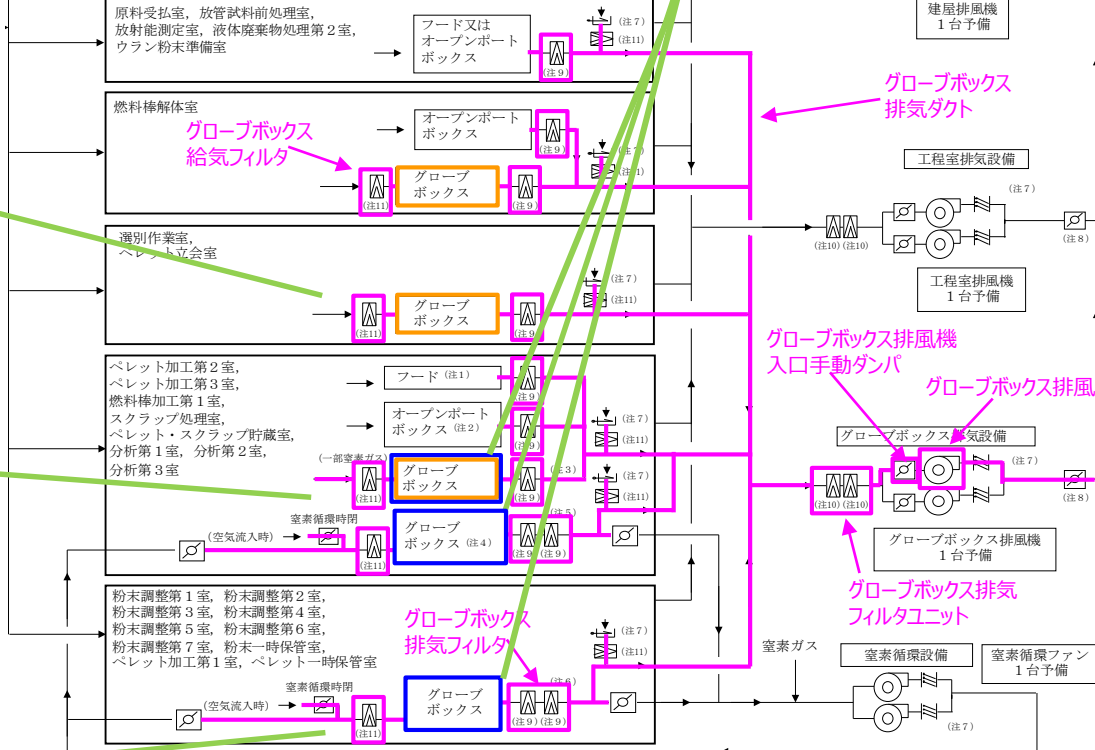 原料受払室，放管試料前処理室，
放射能測定室，液体廃棄物処理第２室，
ウラン粉末準備室
フード又は
オープンポート
ボックス
(注９)
(注７)
(注11)
建屋排風機
１台予備
グローブボックス
排気ダクト
燃料棒解体室
グローブボックス
給気フィルタ
オープンポート
ボックス
(注９)
(注11)
グローブ
ボックス
(注９)
工程室排気設備
(注７)
(注10) (注10)
(注８)
工程室排風機
１台予備
選別作業室，
ペレット立会室
(注11)
グローブ
ボックス
(注７)
(注11)
ペレット加工第２室，
ペレット加工第３室，
燃料棒加工第１室，
スクラップ処理室，
ペレット・スクラップ貯蔵室，
分析第１室，分析第２室，
分析第３室
フード (注１)
(注９)
オープンポート
ボックス (注２)
(注９)
(注７)
(注11)
(一部窒素ガス)
(注11)
グローブ
ボックス
(注３)
(注９)
(注７)
(注11)
窒素循環時閉
(空気流入時)
(注11)
グローブ
ボックス (注４)
(注５)
(注９) (注９)
グローブボックス排風機
入口手動ダンパ
グローブボックス排風
(注７)
(注10) (注10)
(注８)
グローブボックス排風機
１台予備
グローブボックス排気
フィルタユニット
粉末調整第１室，粉末調整第２室，
粉末調整第３室，粉末調整第４室，
粉末調整第５室，粉末調整第６室，
粉末調整第７室，粉末一時保管室，
ペレット加工第１室，ペレット一時保管室
グローブボックス
排気フィルタ
(注７)
(注11)
窒素循環時閉
(空気流入時)
(注11)
グローブ
ボックス
(注６)
(注９) (注９)
窒素ガス
窒素循環設備
窒素循環ファン
１台予備
(注７)